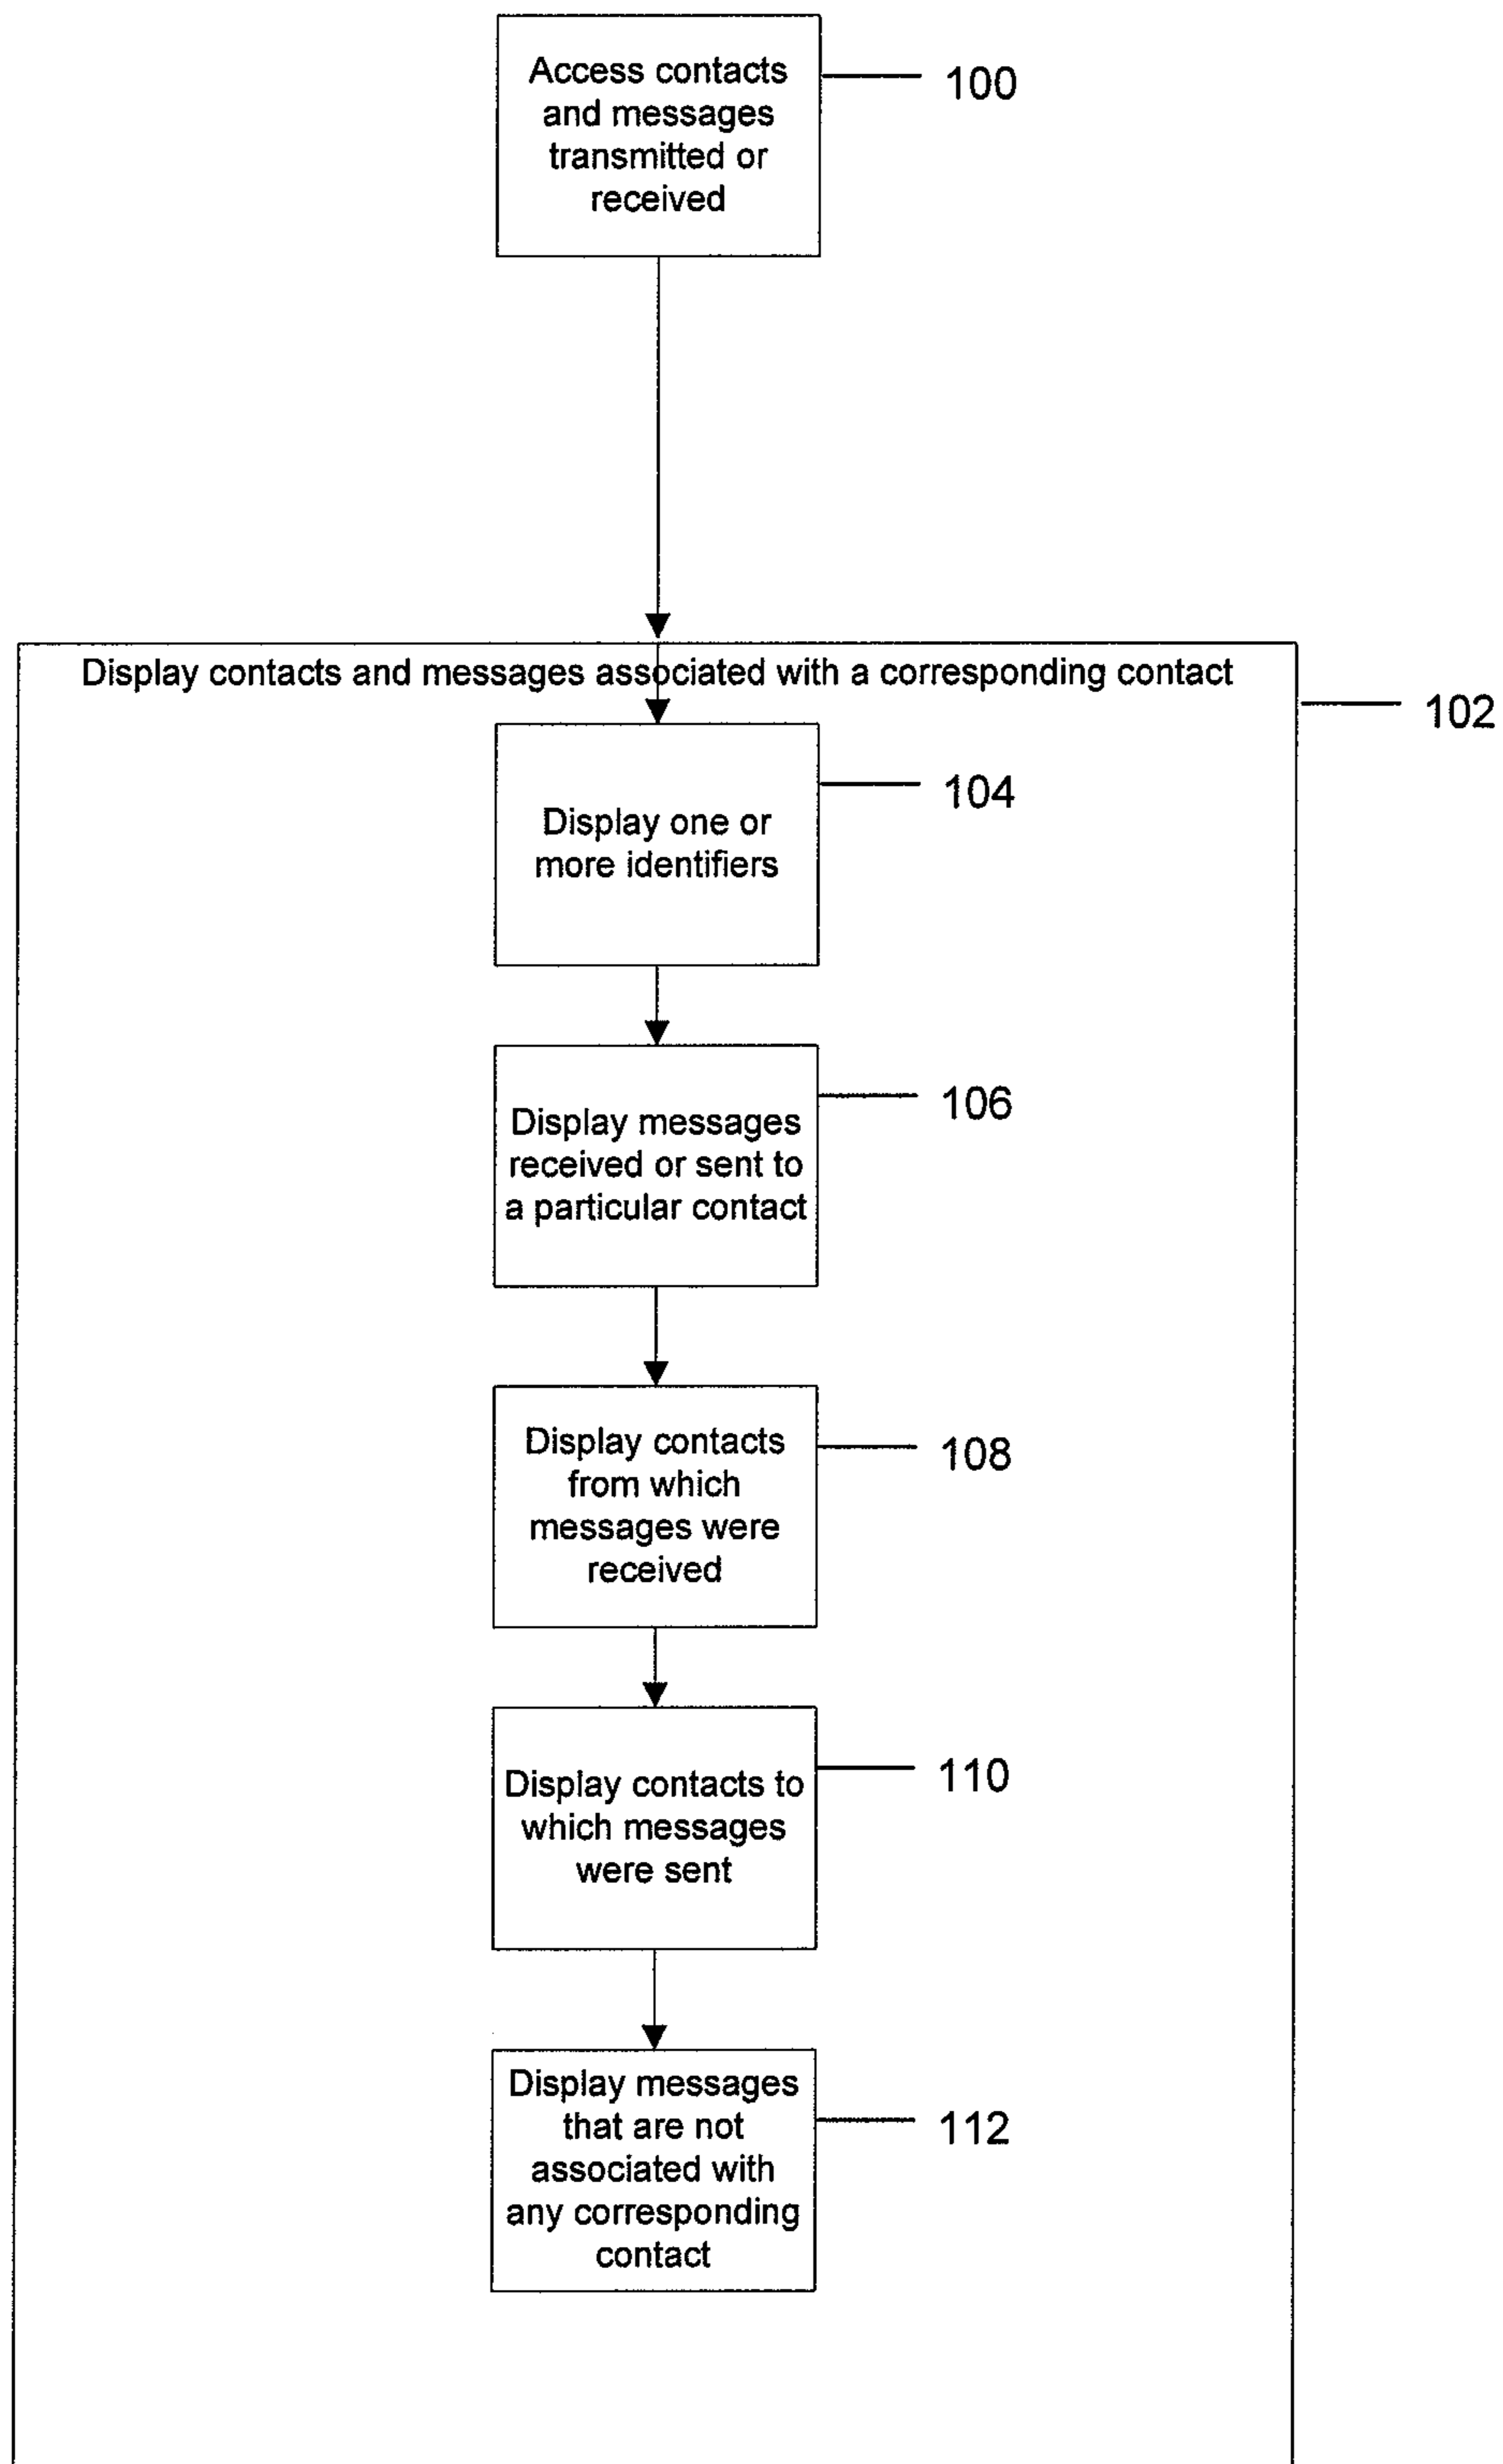 Access contacts
and messages
transmitted or
received
100
Display contacts and messages associated with a corresponding contact
102
Display one or
more identifiers
104
Display messages
received or sent to
a particular contact
106
Display contacts
from which
messages were
received
108
Display contacts to
which messages
were sent
110
Display messages
that are not
associated with
any corresponding
contact
112